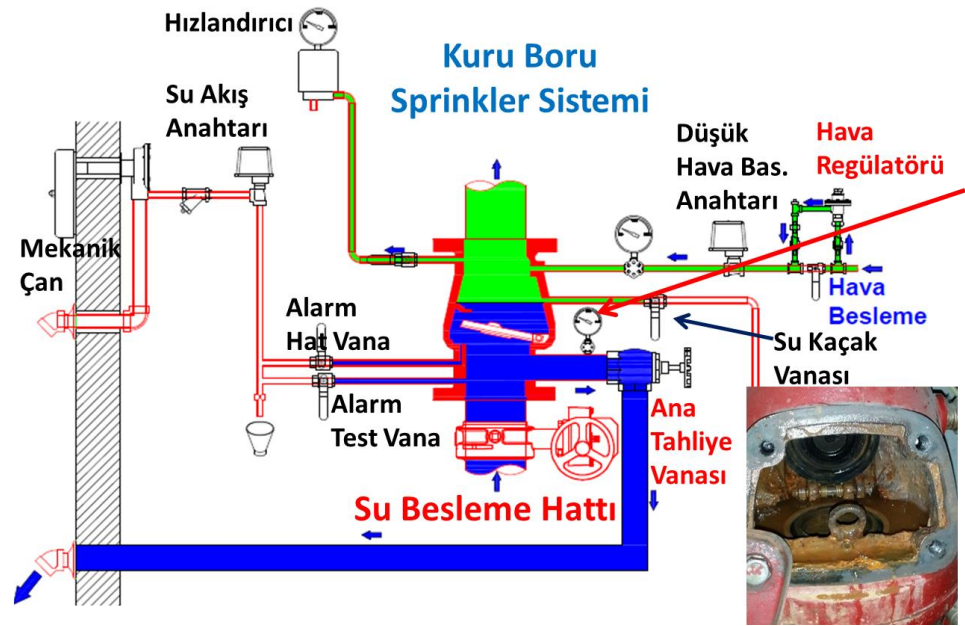 Hızlandırıcı
Kuru Boru
Sprinkler Sistemi
Su Akış
Anahtarı
Düşük
Hava Bas.
Anahtarı
Hava
Regülatörü
Mekanik
Çan
Hava
Besleme
Alarm
Hat Vana
Su Kaçak
Vanası
Alarm
Test Vana
Ana
Tahliye
Vanası
Su Besleme Hattı